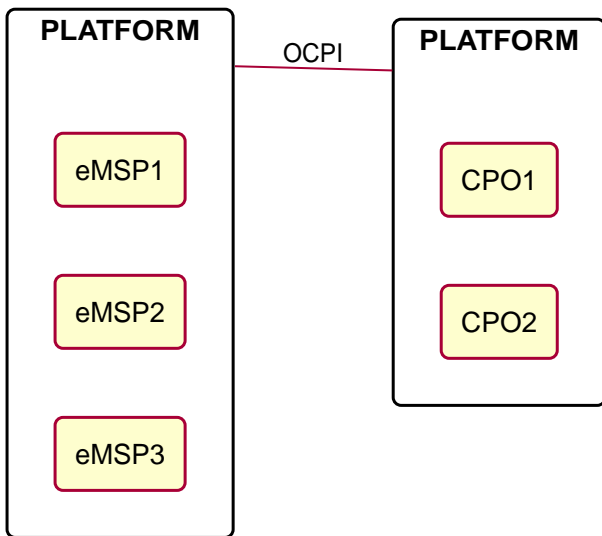 PLATFORM
eMSP1
eMSP2
eMSP3
OCPI
PLATFORM
CPO1
CPO2